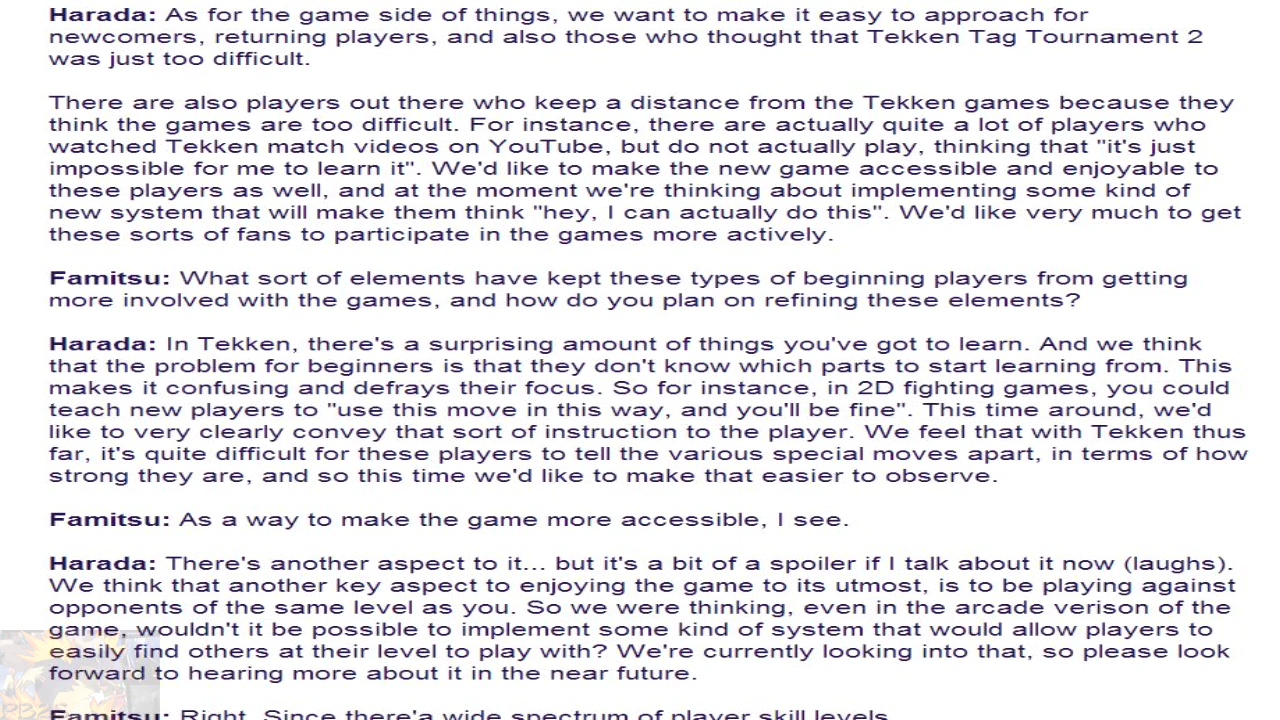 Harada: As for the game side of things, we want to make it easy to approach for
newcomers, returning players, and also those who thought that Tekken Tag Tournament 2
was just too difficult.
There are also players out there who keep a distance from the Tekken games because they
think the games are too difficult. For instance, there are actually quite a lot of players who
watched Tekken match videos on YouTube, but do not actually play, thinking that "it's just
impossible for me to learn it". We'd like to make the new game accessible and enjoyable to
these players as well, and at the moment we're thinking about implementing some kind of
new system that will make them think "hey, I can actually do this". We'd like very much to get
these sorts of fans to participate in the games more actively.
Famitsu: What sort of elements have kept these types of beginning players from getting
more involved with the games, and how do you plan on refining these elements?
Harada: In Tekken, there's a surprising amount of things you've got to learn. And we think
that the problem for beginners is that they don't know which parts to start learning from. This
makes it confusing and defrays their focus. So for instance, in 2D fighting games, you could
teach new players to "use this move in this way, and you'll be fine". This time around, we'd
like to very clearly convey that sort of instruction to the player. We feel that with Tekken thus
far, it's quite difficult for these players to tell the various special moves apart, in terms of how
strong they are, and so this time we'd like to make that easier to observe.
Famitsu: As a way to make the game more accessible, I see.
Harada: There's another aspect to it... but it's a bit of a spoiler if I talk about it now (laughs).
We think that another key aspect to enjoying the game to its utmost, is to be playing against
opponents of the same level as you. So we were thinking, even in the arcade verison of the
game, wouldn't it be possible to implement some kind of system that would allow players to
easily find others at their level to play with? We're currently looking into that, so please look
forward to hearing more about it in the near future.
Famitsu: Right. Since there'a wide spectrum of player skill levels